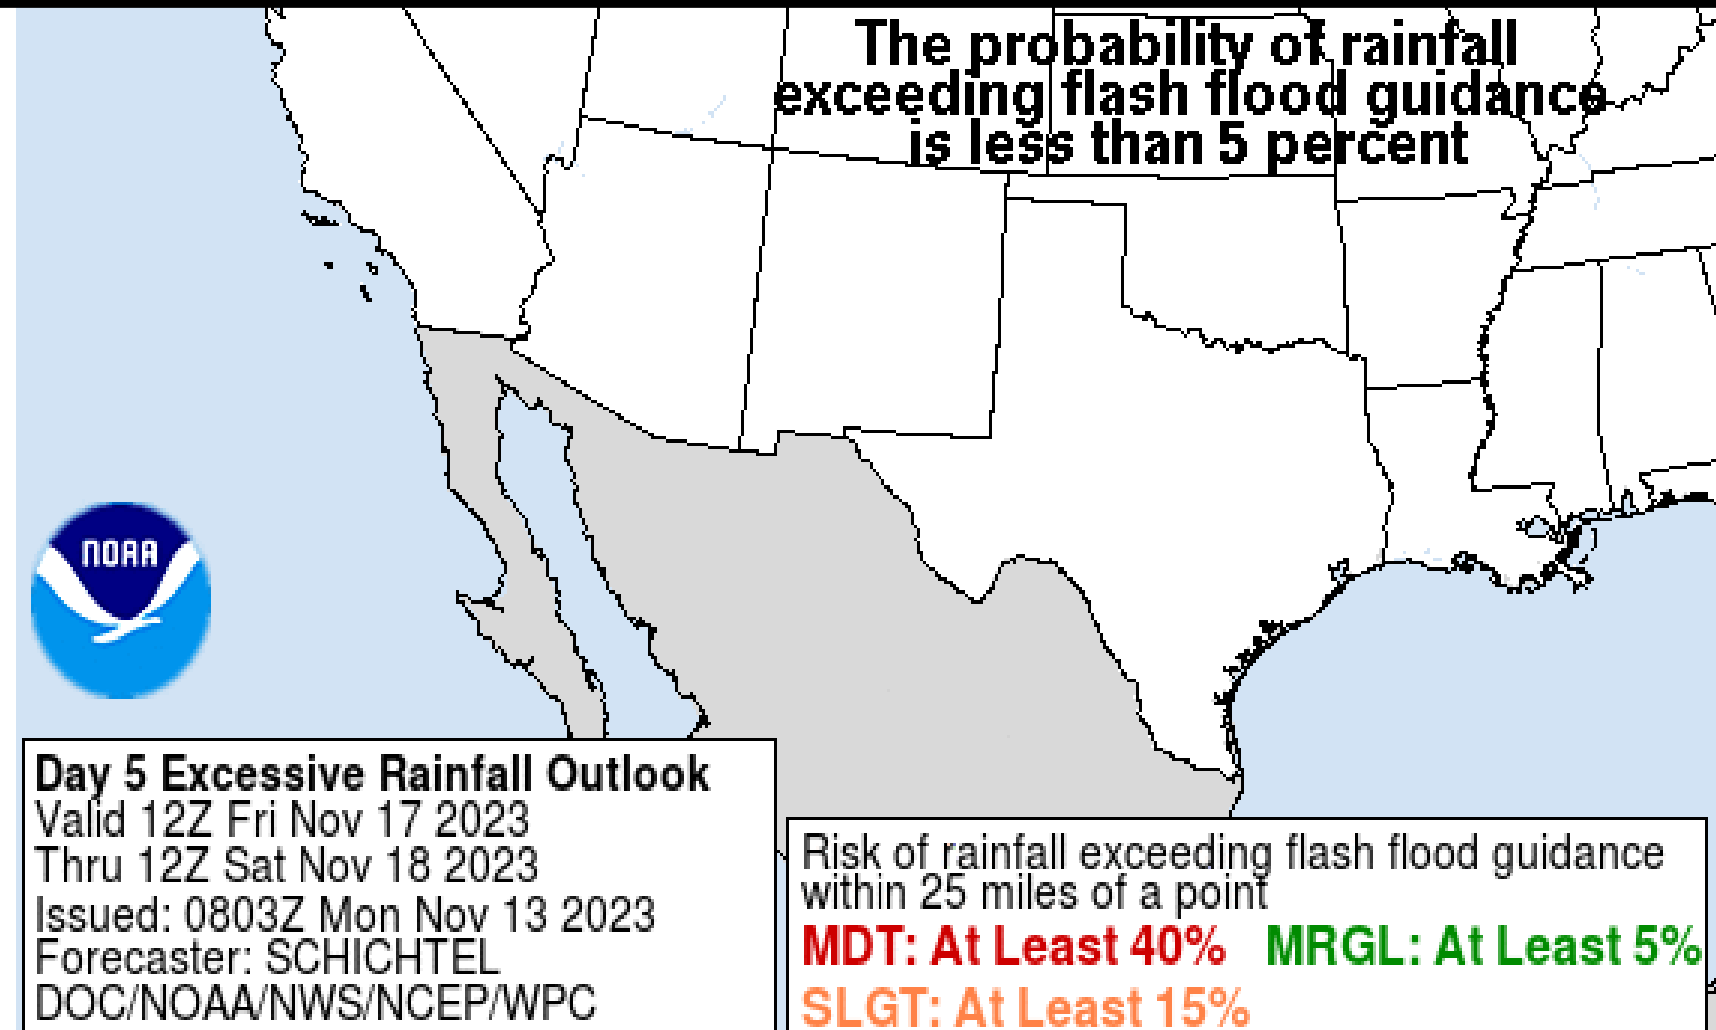 The probability of rainfall
exceeding flash flood guidance
is less than 5 percent
NOAA
Day 5 Excessive Rainfall Outlook
Valid 12Z Fri Nov 17 2023
Thru 12Z Sat Nov 18 2023
Issued: 0803Z Mon Nov 13 2023
Forecaster: SCHICHTEL
DOC/NOAA/NWS/NCEP/WPC
Risk of rainfall exceeding flash flood guidance
within 25 miles of a point
MDT: At Least 40% MRGL: At Least 5%
SLGT: At Least 15%